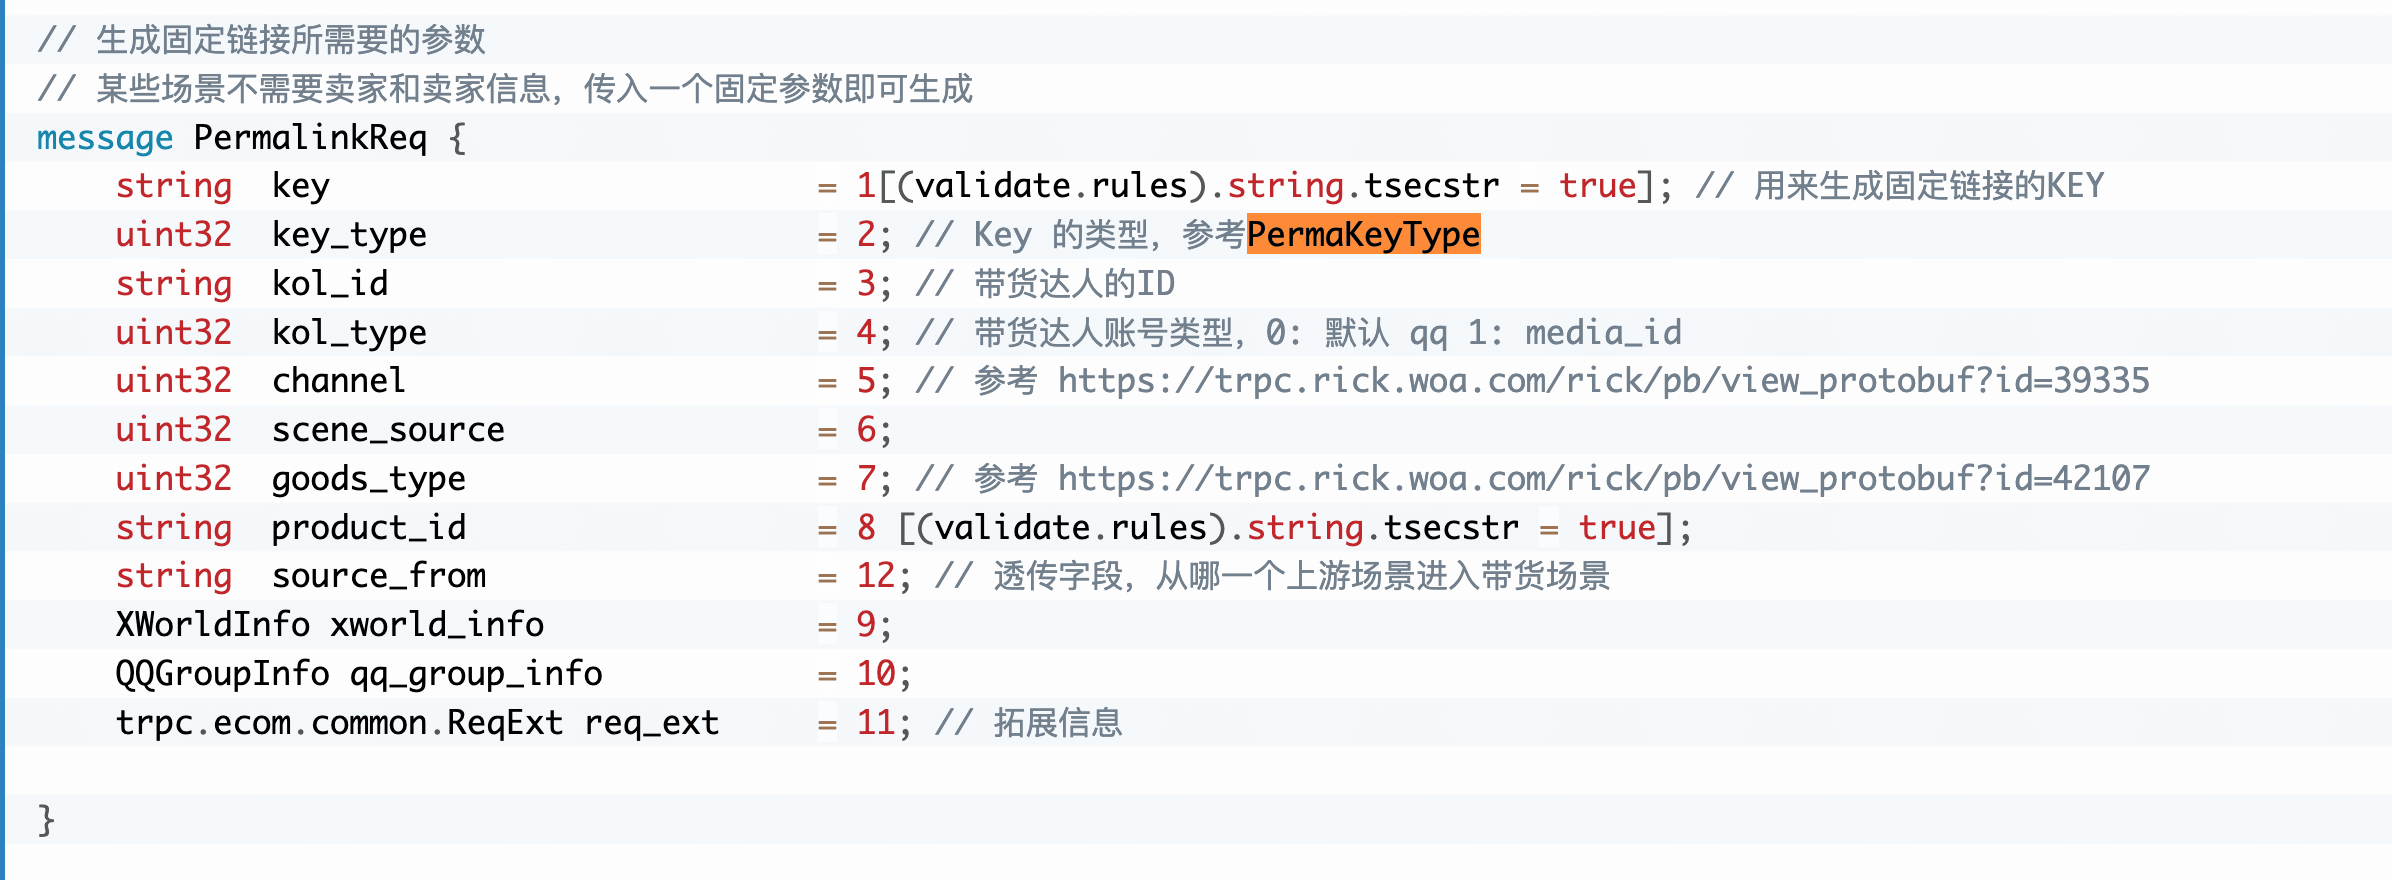 // 生成固定链接所需要的参数
// 某些场景不需要卖家和卖家信息，传入一个固定参数即可生成
message PermalinkReq {
    string  key                         = 1[(validate.rules).string.tsecstr = true]; // 用来生成固定链接的KEY
    uint32  key_type                    = 2; // Key 的类型，参考PermaKeyType
    string  kol_id                      = 3; // 带货达人的ID
    uint32  kol_type                    = 4; // 带货达人账号类型，0: 默认 qq 1: media_id
    uint32  channel                     = 5; // 参考 https://trpc.rick.woa.com/rick/pb/view_protobuf?id=39335
    uint32  scene_source                = 6;
    uint32  goods_type                  = 7; // 参考 https://trpc.rick.woa.com/rick/pb/view_protobuf?id=42107
    string  product_id                  = 8 [(validate.rules).string.tsecstr = true];
    string  source_from                 = 12; // 透传字段，从哪一个上游场景进入带货场景
    XWorldInfo xworld_info              = 9;
    QQGroupInfo qq_group_info           = 10;
    trpc.ecom.common.ReqExt req_ext     = 11; // 拓展信息
}